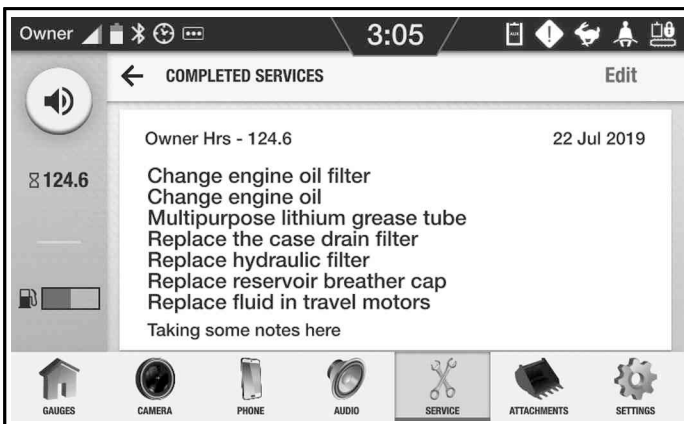 Owner
3:05
AUX
COMPLETED SERVICES
Edit
Owner Hrs - 124.6
22 Jul 2019
124.6
Change engine oil filter
Change engine oil
Multipurpose lithium grease tube
Replace the case drain filter
Replace hydraulic filter
Replace reservoir breather cap
Replace fluid in travel motors
Taking some notes here
GAUGES
CAMERA
PHONE
AUDIO
SERVICE
ATTACHMENTS
SETTINGS